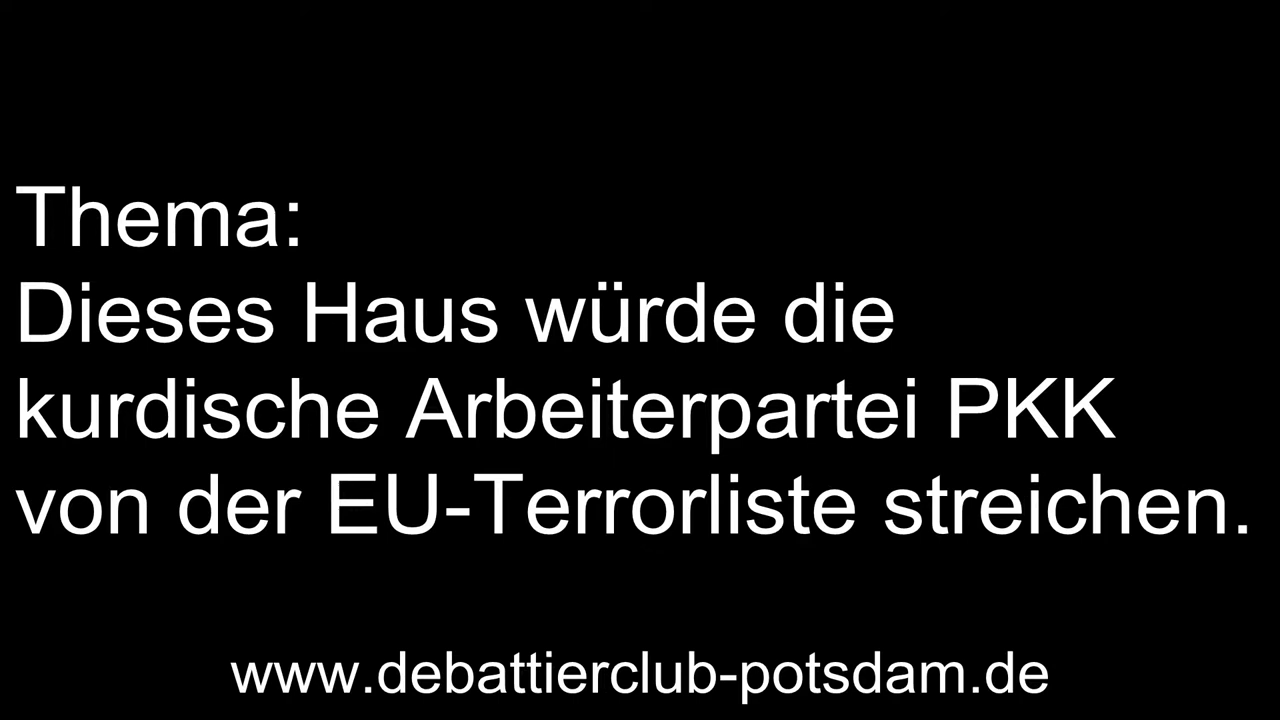 Thema:
Dieses Haus würde die
kurdische Arbeiterpartei PKK
von der EU-Terrorliste streichen.
www.debattierclub-potsdam.de